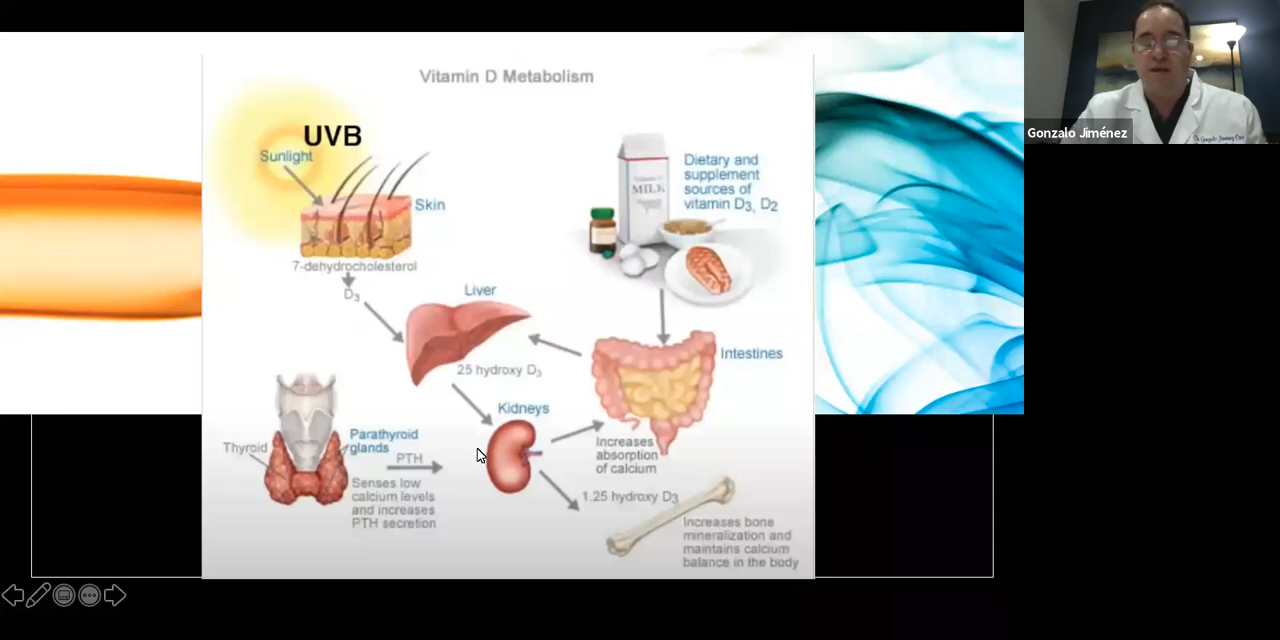 Vitamin D Metabolism
UVB
Sunlight
Skin
7-dehydrocholesterol
D3
Dietary and
supplement
sources of
vitamin D3, D2
MILK
Liver
25 hydroxy D3
Intestines
Kidneys
Increases
absorption
of calcium
Thyroid
Parathyroid
glands
PTH
Senses low
calcium levels
and increases
PTH secretion
1.25 hydroxy D3
Increases bone
mineralization and
maintains calcium
balance in the body
Gonzalo Jiménez